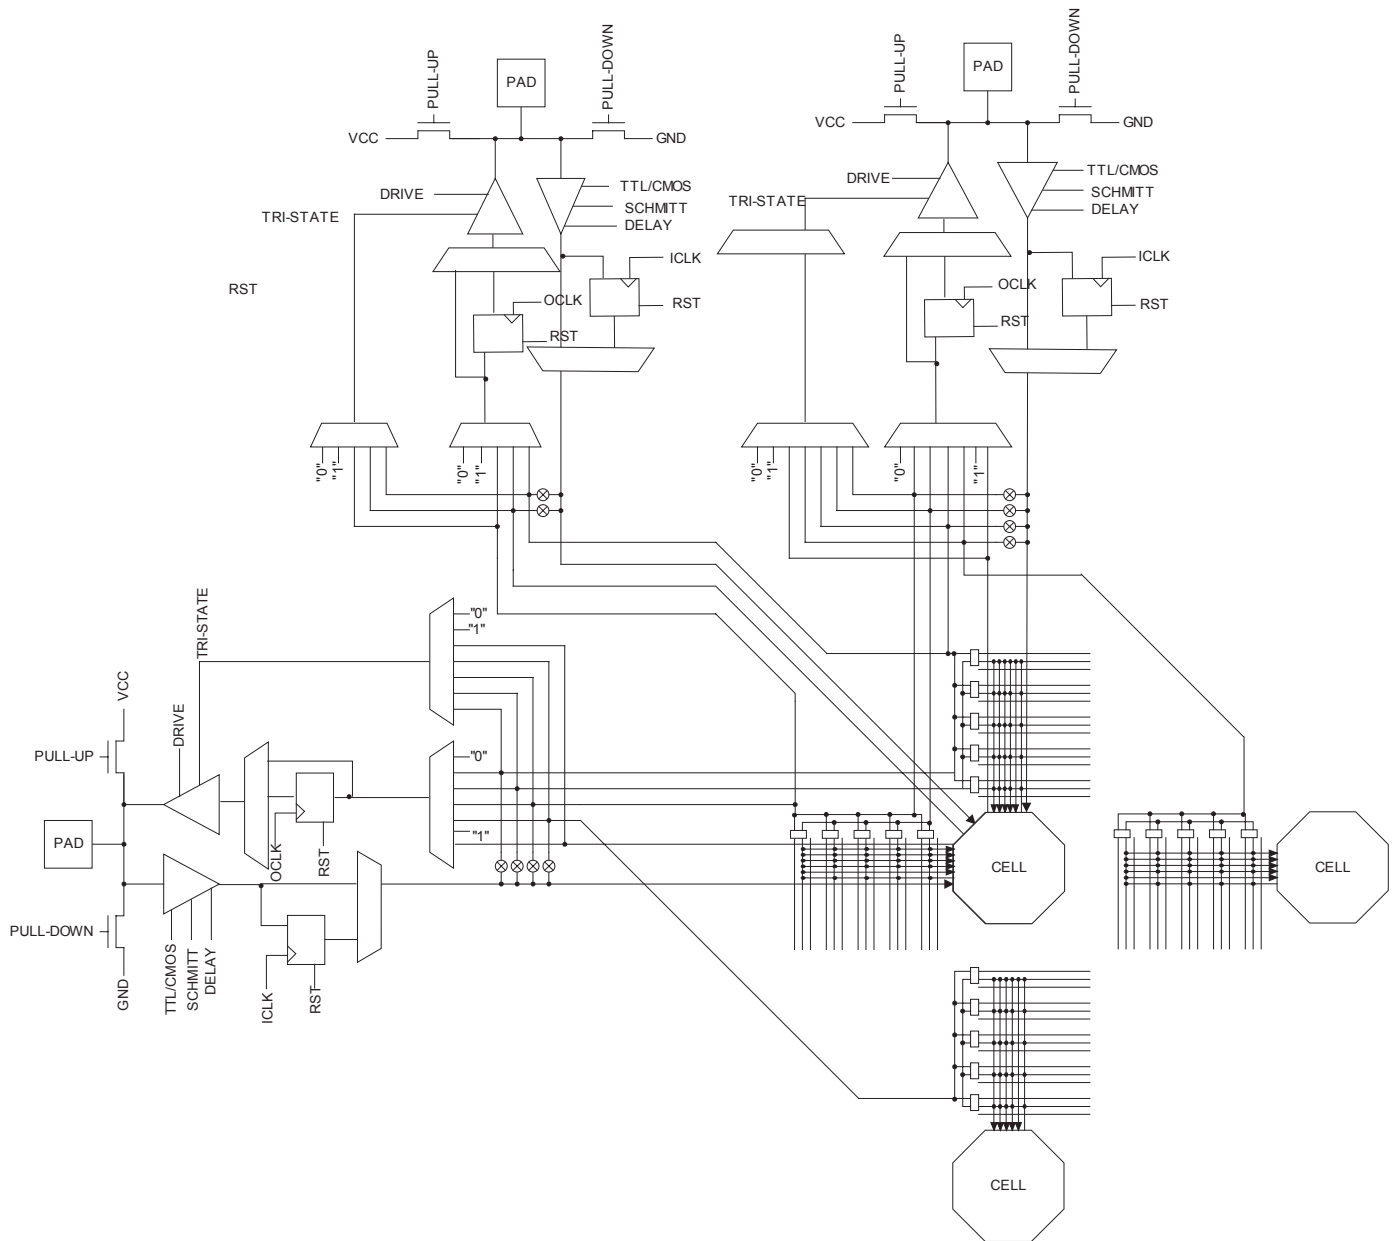 PULL-UP
PAD
PULL-DOWN
VCC
GND
DRIVE
TTL/CMOS
SCHMITT
DELAY
TRI-STATE
ICLK
RST
OCLK
RST
RST
"0"
"1"
"0"
"1"
PULL-UP
PAD
PULL-DOWN
VCC
GND
DRIVE
TTL/CMOS
SCHMITT
DELAY
TRI-STATE
ICLK
OCLK
RST
RST
"0"
"1"
"0"
"1"
TRI-STATE
"0"
"1"
VCC
DRIVE
PULL-UP
"0"
PAD
"1"
OCLK
RST
PULL-DOWN
GND
TTL/CMOS
SCHMITT
DELAY
ICLK
RST
CELL
CELL
CELL